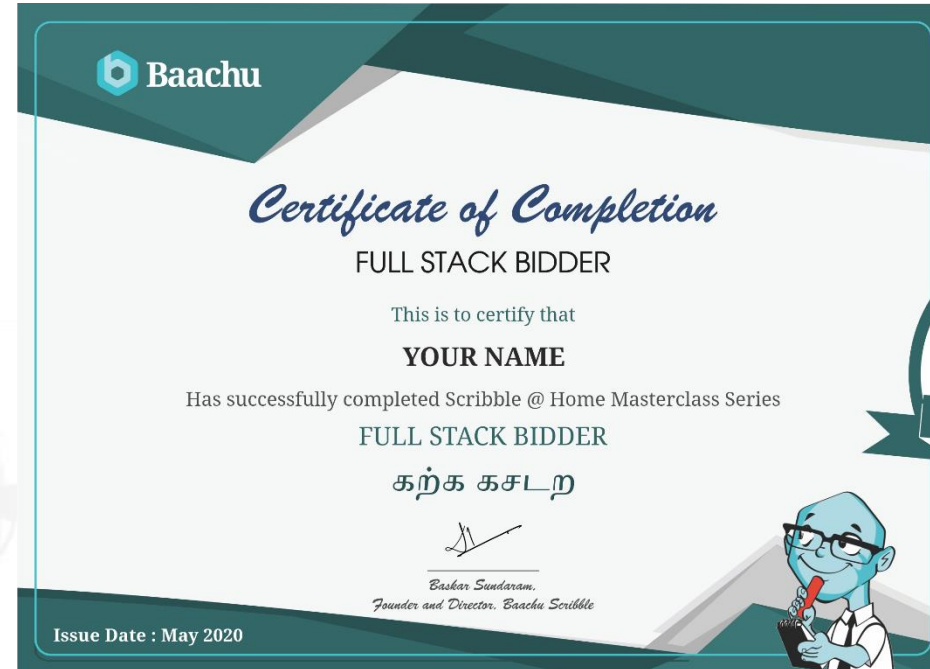 Baachu
Certificate of Completion
FULL STACK BIDDER
This is to certify that
YOUR NAME
Has successfully completed Scribble @ Home Masterclass Series
FULL STACK BIDDER
கற்க கசடற
Baskar Sundaram,
Founder and Director. Baachu Scribble
Issue Date : May 2020